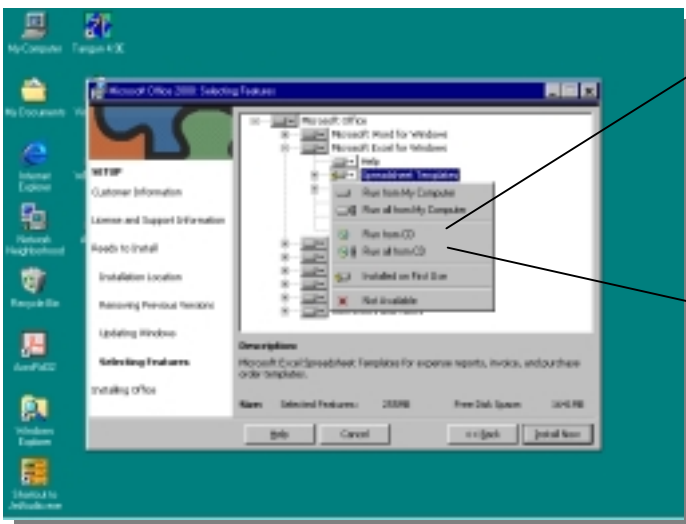 My Computer
My Documents
Internet
Explorer
Network
Neighborhood
Recycle Bin
Windows
Explorer
Shortcut to
Microsoft Office 2000: Selecting Features
SETUP
Customer Information
License and Support Information
Ready to Install
Installation Location
Removing Previous Versions
Updating Windows
Selecting Features
Installing Office
Microsoft Office
Microsoft Word for Windows
Microsoft Excel for Windows
Help
Spreadsheet Templates
Run from My Computer
Run all from My Computer
Run from CD
Run all from CD
Installed on First Use
Not Available
Description
Microsoft Excel Spreadsheet Templates for expense reports, invoice, and purchase
order templates.
Size: Selected Features: Free Disk Space:
Help Cancel << Back Install Now